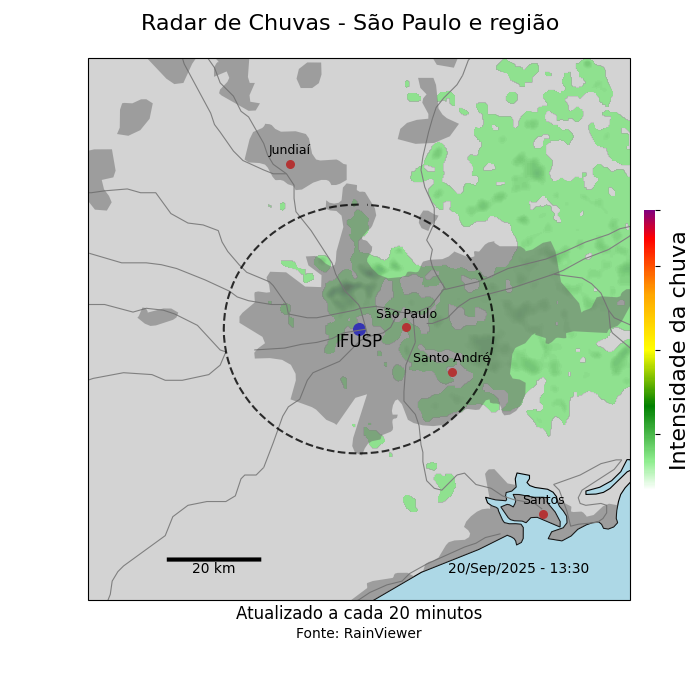 Radar de Chuvas - São Paulo e região
Jundiaí
São Paulo
IFUSP
Santo André
Santos
20 km
20/Sep/2025 - 13:30
Intensidade da chuva
Atualizado a cada 20 minutos
Fonte: RainViewer